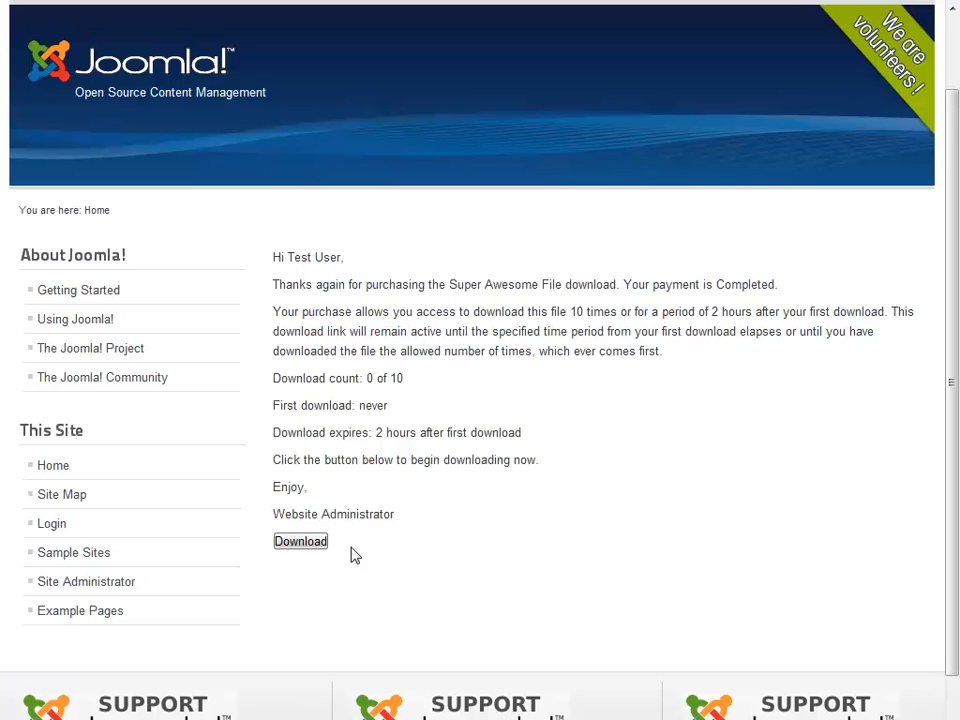 Joomla!™
Open Source Content Management
We are
volunteers!
You are here: Home
About Joomla!
Getting Started
Using Joomla!
The Joomla! Project
The Joomla! Community
This Site
Home
Site Map
Login
Sample Sites
Site Administrator
Example Pages
Hi Test User,
Thanks again for purchasing the Super Awesome File download. Your payment is Completed.
Your purchase allows you access to download this file 10 times or for a period of 2 hours after your first download. This
download link will remain active until the specified time period from your first download elapses or until you have
downloaded the file the allowed number of times, which ever comes first.
Download count: 0 of 10
First download: never
Download expires: 2 hours after first download
Click the button below to begin downloading now.
Enjoy,
Website Administrator
Download
SUPPORT
Joomla!™
SUPPORT
Joomla!™
SUPPORT
Joomla!™